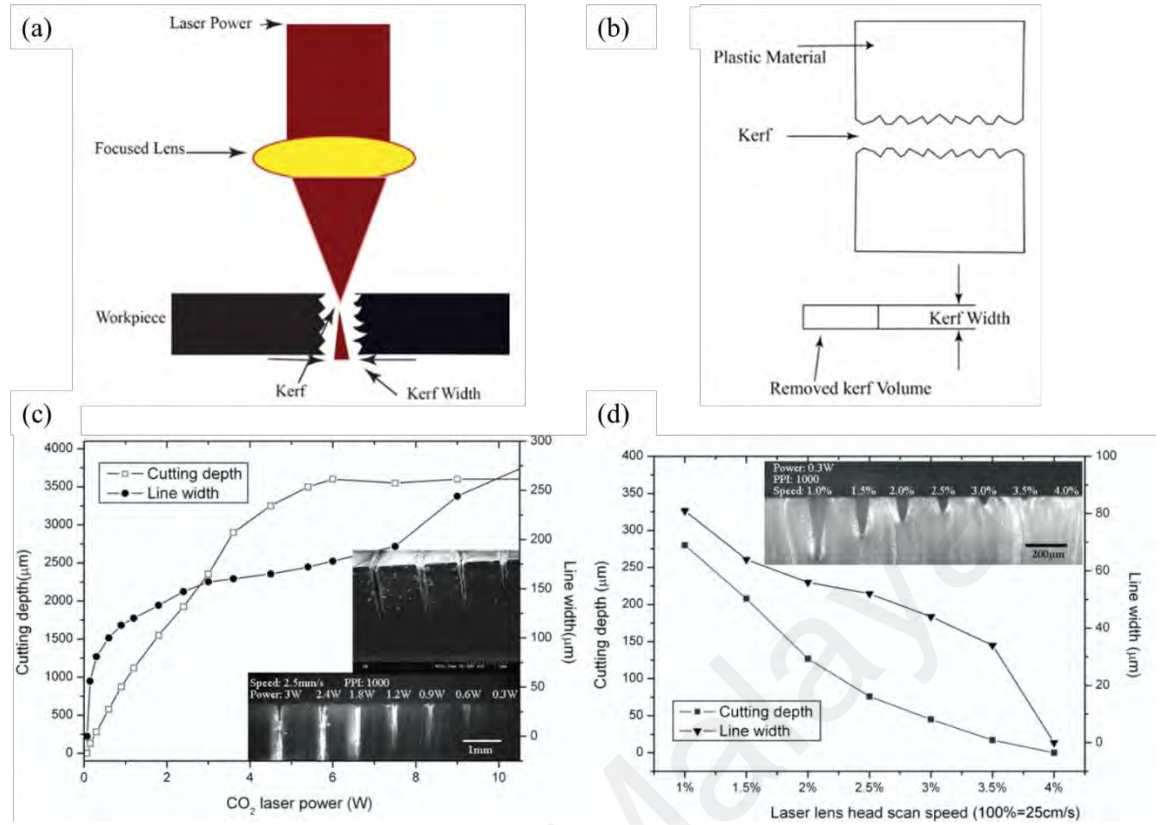 (a)
Laser Power
Focused Lens
Workpiece
Kerf
Kerf Width
(b)
Plastic Material
Kerf
Kerf Width
Removed kerf Volume
(c)
Cutting depth
Line width
Cutting depth(μm)
4000
3500
3000
2500
2250
1500
1000
500
0
300
250
200
150
100
50
0
Line width(μm)
Speed: 2.5mm/s PPI: 1000
Power: 3W 2.4W 1.8W 1.2W 0.9W 0.6W 0.3W
1mm
0 2 4 6 8 10
CO2 laser power (W)
(d)
Power: 0.3W
PPI: 1000
Speed: 1.0% 1.5% 2.0% 2.5% 3.0% 3.5% 4.0%
200μm
Cutting depth (μm)
400
350
300
250
200
150
100
50
0
100
80
60
40
20
0
Line width
(μm)
Cutting depth
Line width
1% 1.5% 2% 2.5% 3% 3.5% 4%
Laser lens head scan speed (100%=25cm/s)
Malaya